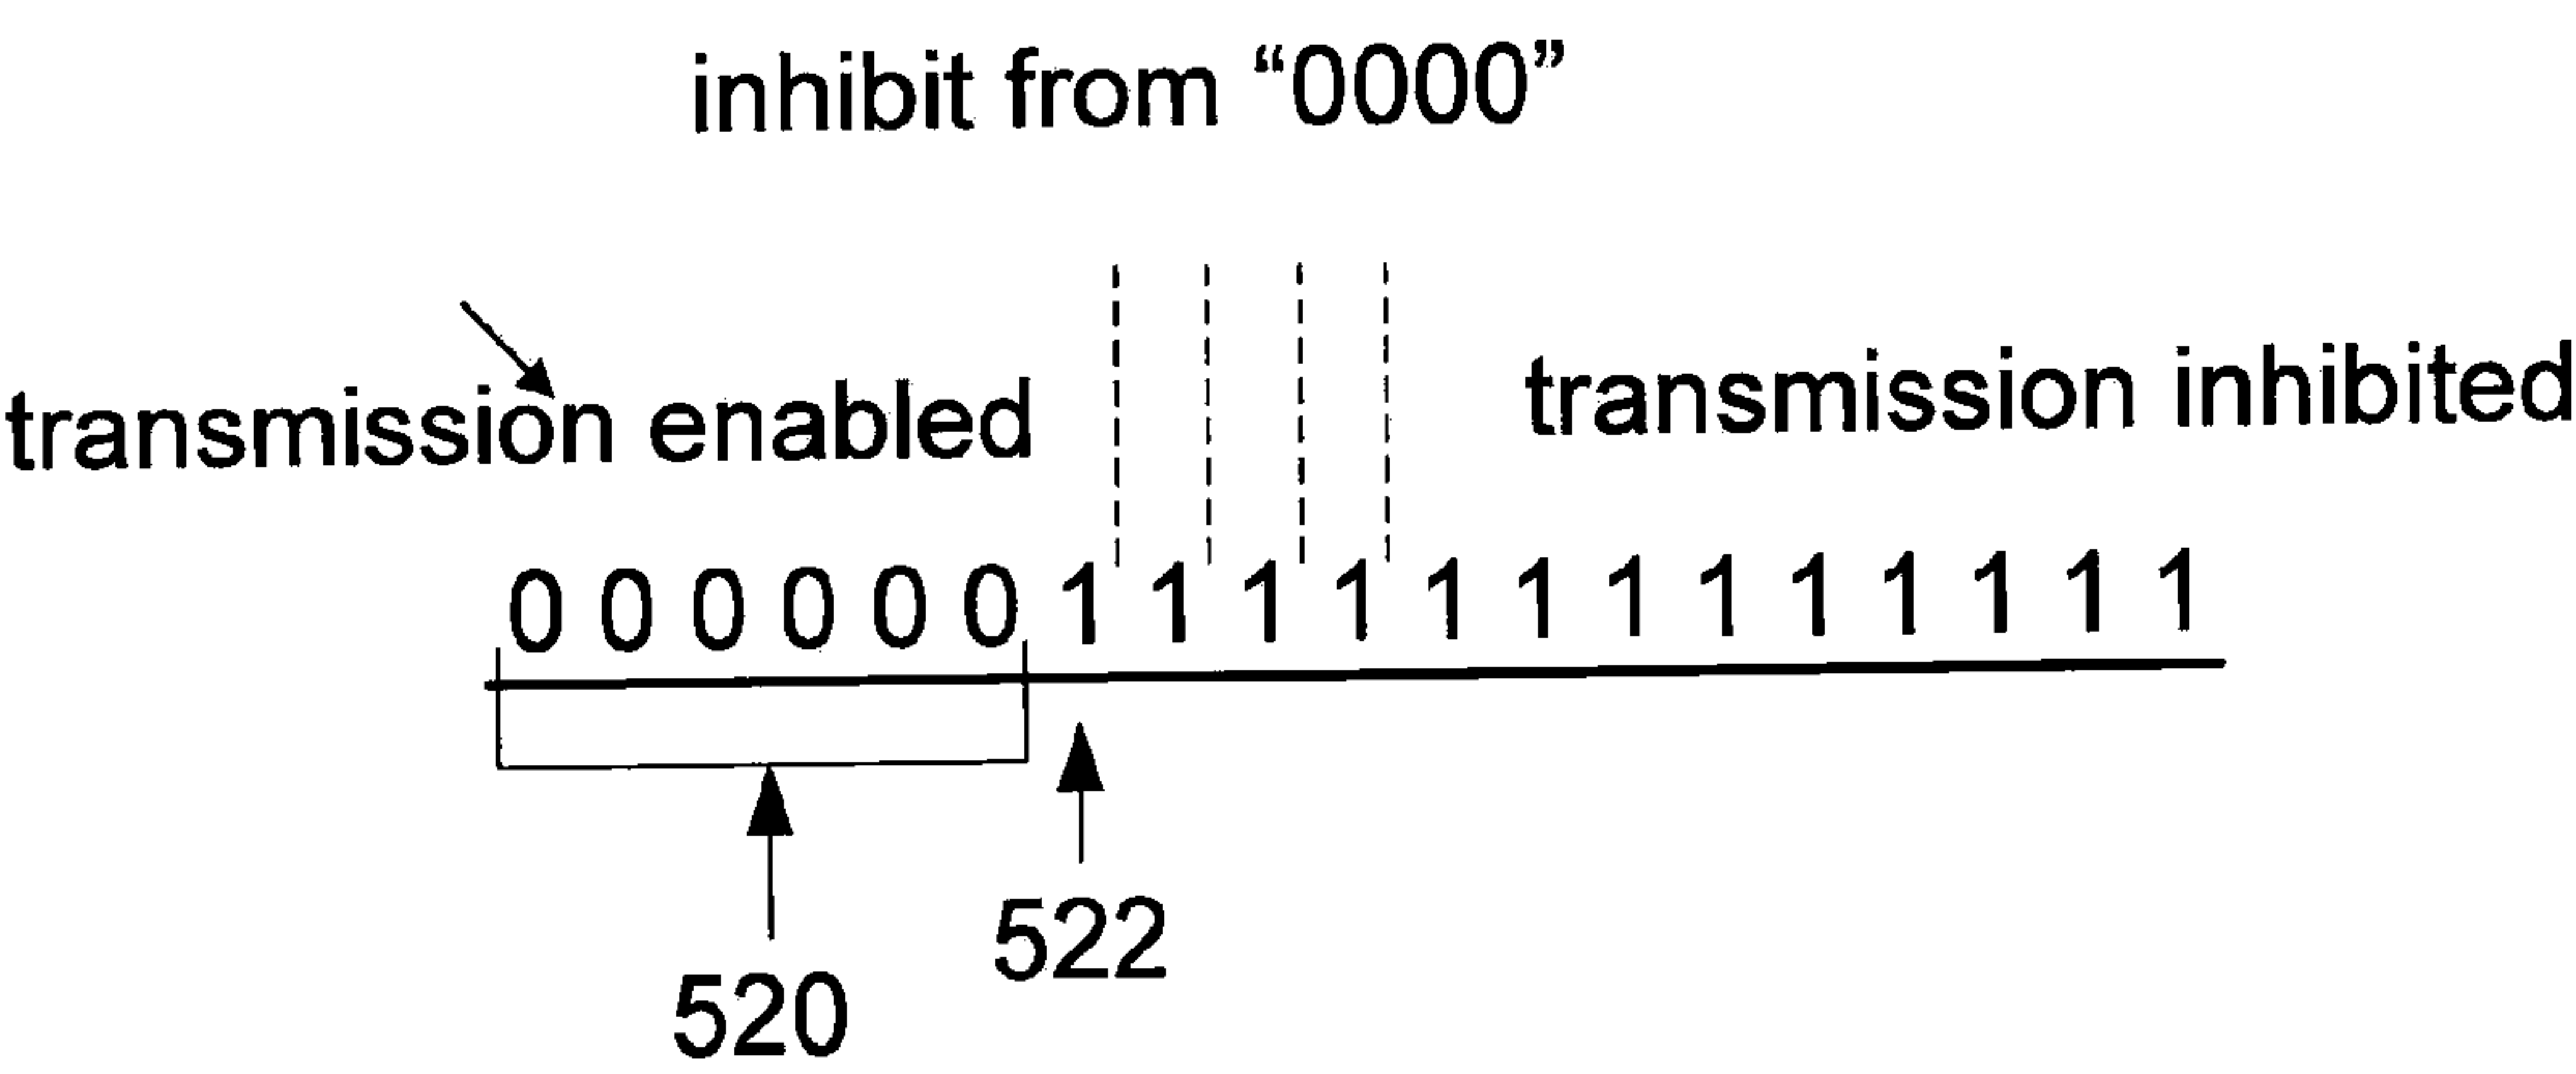 inhibit from “0000”
transmission enabled
transmission inhibited
0 0 0 0 0 0 1 1 1 1 1 1 1 1 1 1 1 1 1
522
520